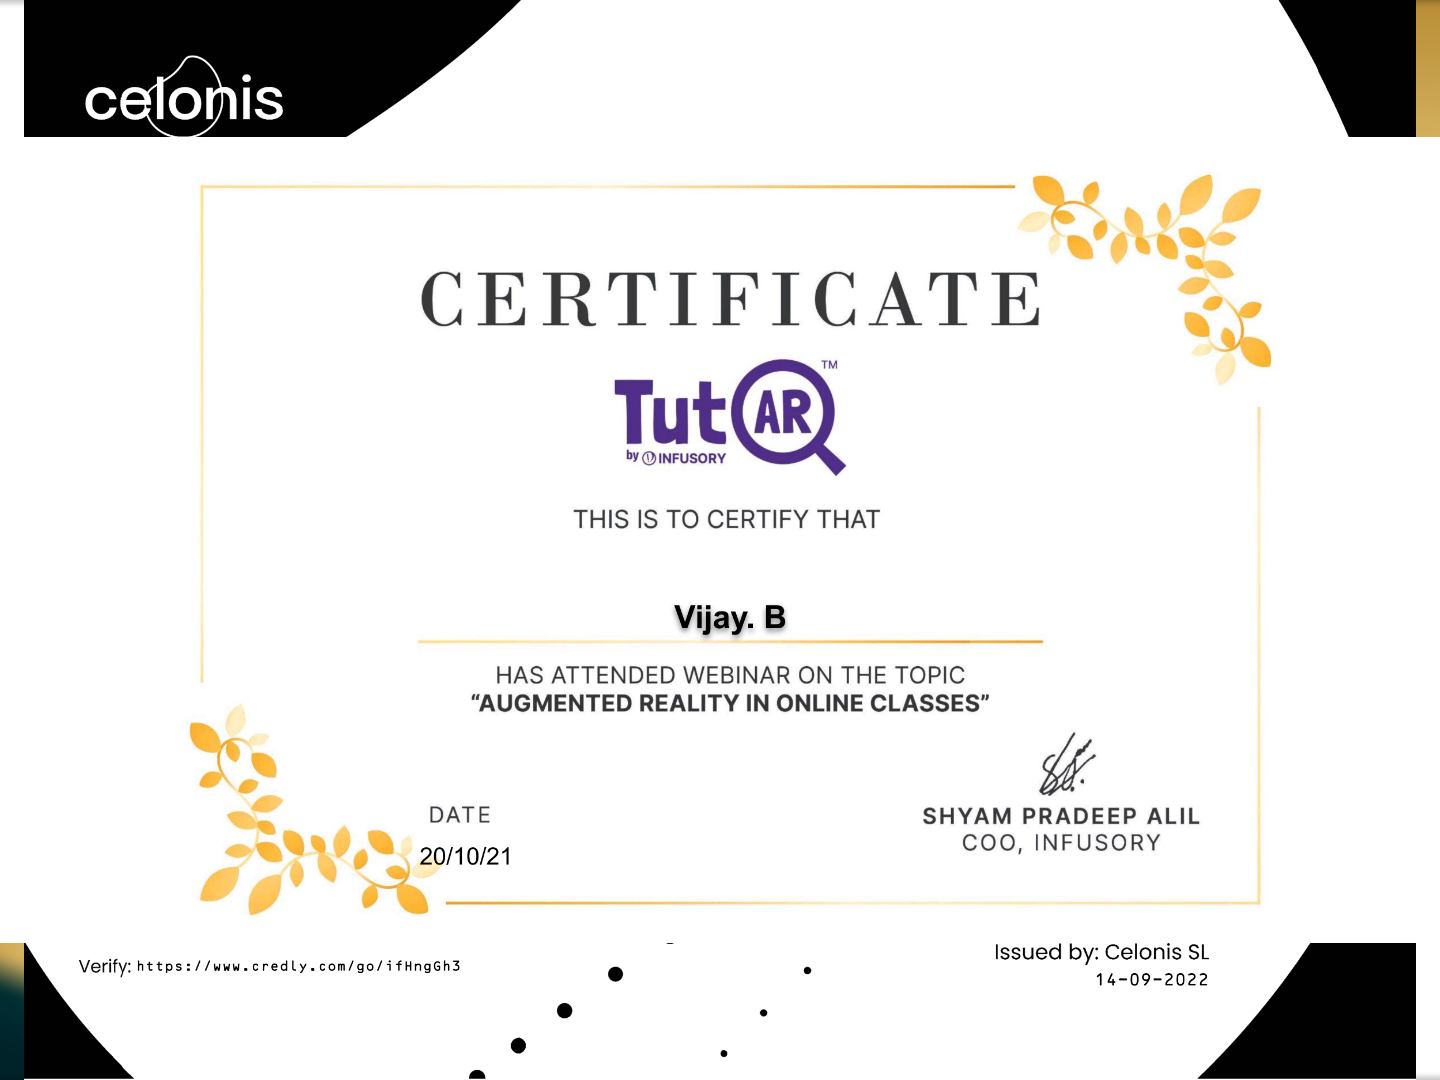 celonis
CERTIFICATE
TutAR™
by INFUSORY
THIS IS TO CERTIFY THAT
Vijay. B
HAS ATTENDED WEBINAR ON THE TOPIC
“AUGMENTED REALITY IN ONLINE CLASSES”
DATE
20/10/21
SHYAM PRADEEP ALIL
COO, INFUSORY
Verify: https://www.credly.com/go/ifHngGh3
Issued by: Celonis SL
14-09-2022